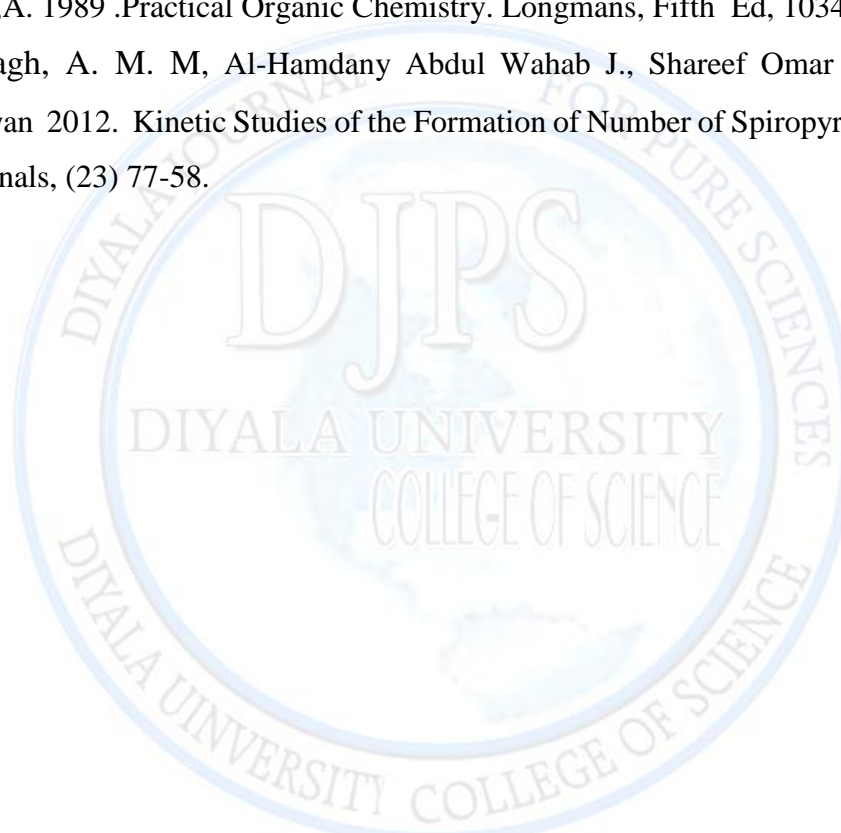 ,A. 1989 .Practical Organic Chemistry. Longmans, Fifth Ed, 1034
agh, A. M. M, Al-Hamdany Abdul Wahab J., Shareef Omar
van 2012. Kinetic Studies of the Formation of Number of Spiropyr
nals, (23) 77-58.
DIYALA JOURNAL FOR PURE SCIENCES
DJPS
DIYALA UNIVERSITY
COLLEGE OF SCIENCE
DIYALA UINVERSITY COLLEGE OF SCIENCE